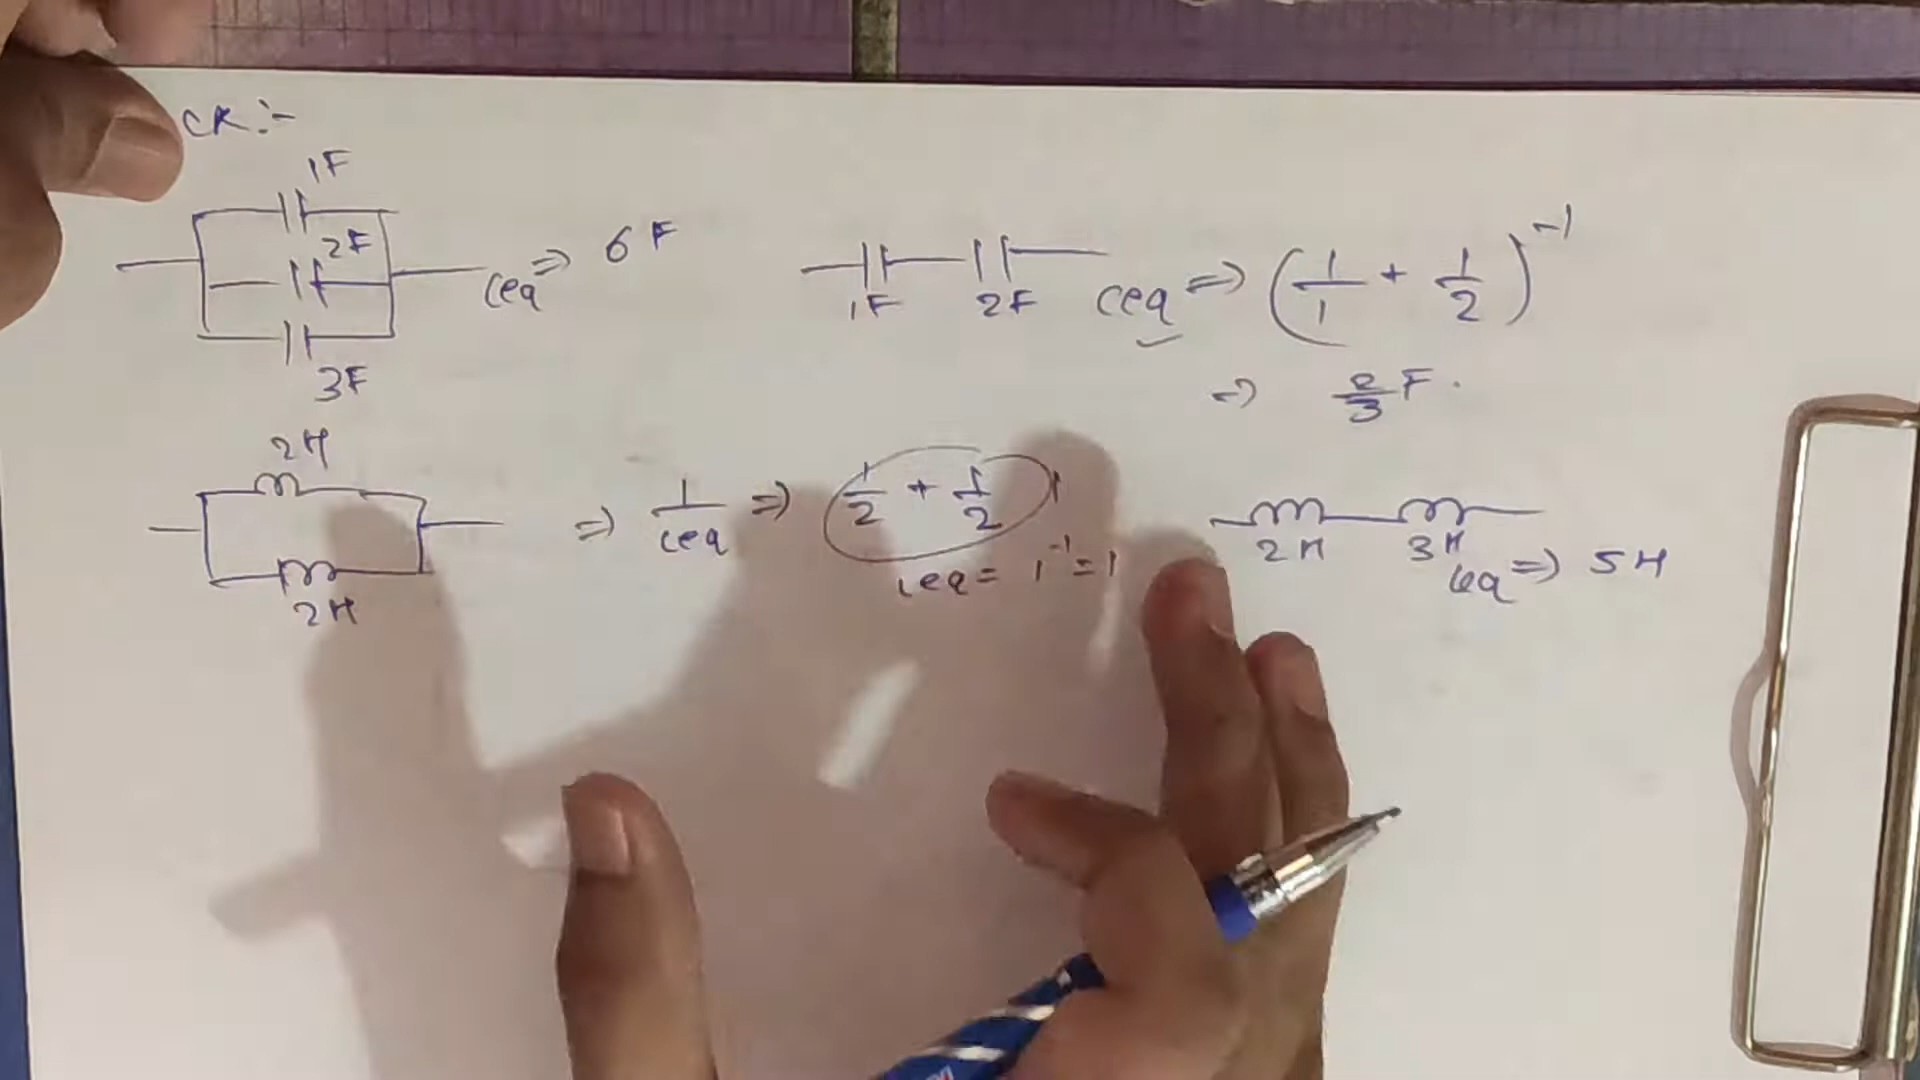 CK :-
1F
2F
3F
Ceq => 6F
1F 2F Ceq => (1/1 + 1/2)^-1
=> 2/3 F.
2H
2H
=> 1/Leq => 1/2 + 1/2
Leq = 1^-1 = 1
2H 3H
Leq => 5H